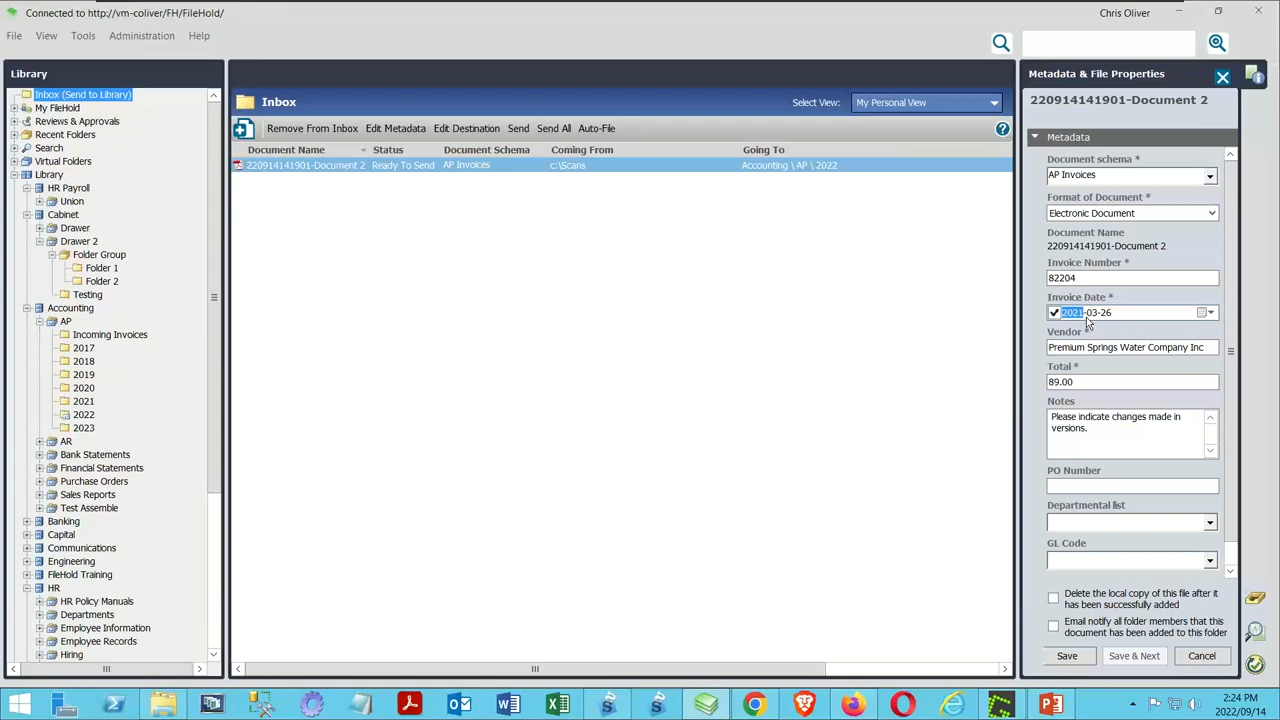 Connected to http://vm-coliver/FH/FileHold/
Chris Oliver
File View Tools Administration Help
Library
Inbox (Send to Library)
My FileHold
Reviews & Approvals
Recent Folders
Search
Virtual Folders
Library
HR Payroll
Union
Cabinet
Drawer
Drawer 2
Folder Group
Folder 1
Folder 2
Testing
Accounting
AP
Incoming Invoices
2017
2018
2019
2020
2021
2022
2023
AR
Bank Statements
Financial Statements
Purchase Orders
Sales Reports
Test Assemble
Banking
Capital
Communications
Engineering
FileHold Training
HR
HR Policy Manuals
Departments
Employee Information
Employee Records
Hiring
Inbox
Select View: My Personal View
Remove From Inbox Edit Metadata Edit Destination Send Send All Auto-File
Document Name Status Document Schema Coming From Going To
220914141901-Document 2 Ready To Send AP Invoices c:\Scans Accounting \ AP \ 2022
Metadata & File Properties
220914141901-Document 2
Metadata
Document schema *
AP Invoices
Format of Document *
Electronic Document
Document Name
220914141901-Document 2
Invoice Number *
82204
Invoice Date *
2021-03-26
Vendor *
Premium Springs Water Company Inc
Total *
89.00
Notes
Please indicate changes made in
versions.
PO Number
Departmental list
GL Code
Delete the local copy of this file after it
has been successfully added
Email notify all folder members that this
document has been added to this folder
Save Save & Next Cancel
2:24 PM
2022/09/14